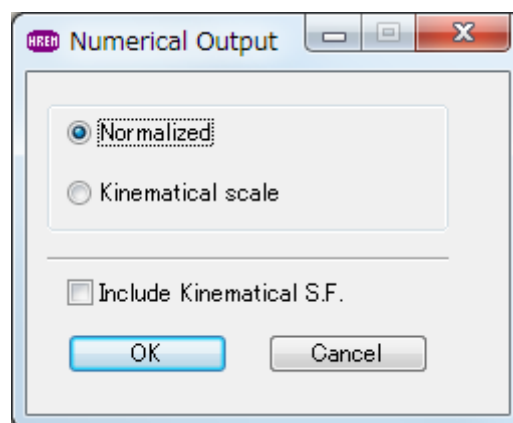 HREM Numerical Output
Normalized
Kinematical scale
Include Kinematical S.F.
OK Cancel